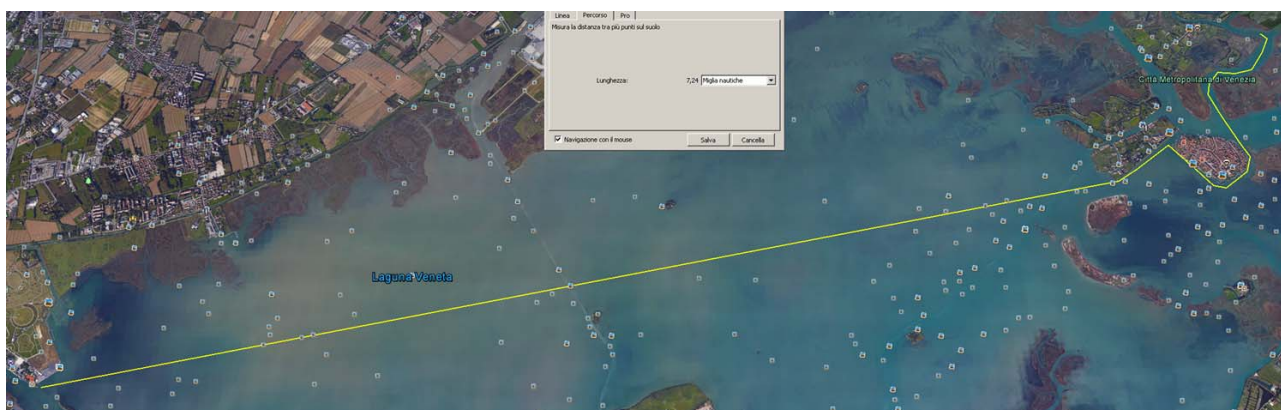 Linea Percorso Pro
Misura la distanza tra più punti sul suolo
Lunghezza: 7,24 Miglia nautiche
Navigazione con il mouse Salva Cancella
Città Metropolitana di Venezia
Laguna Veneta